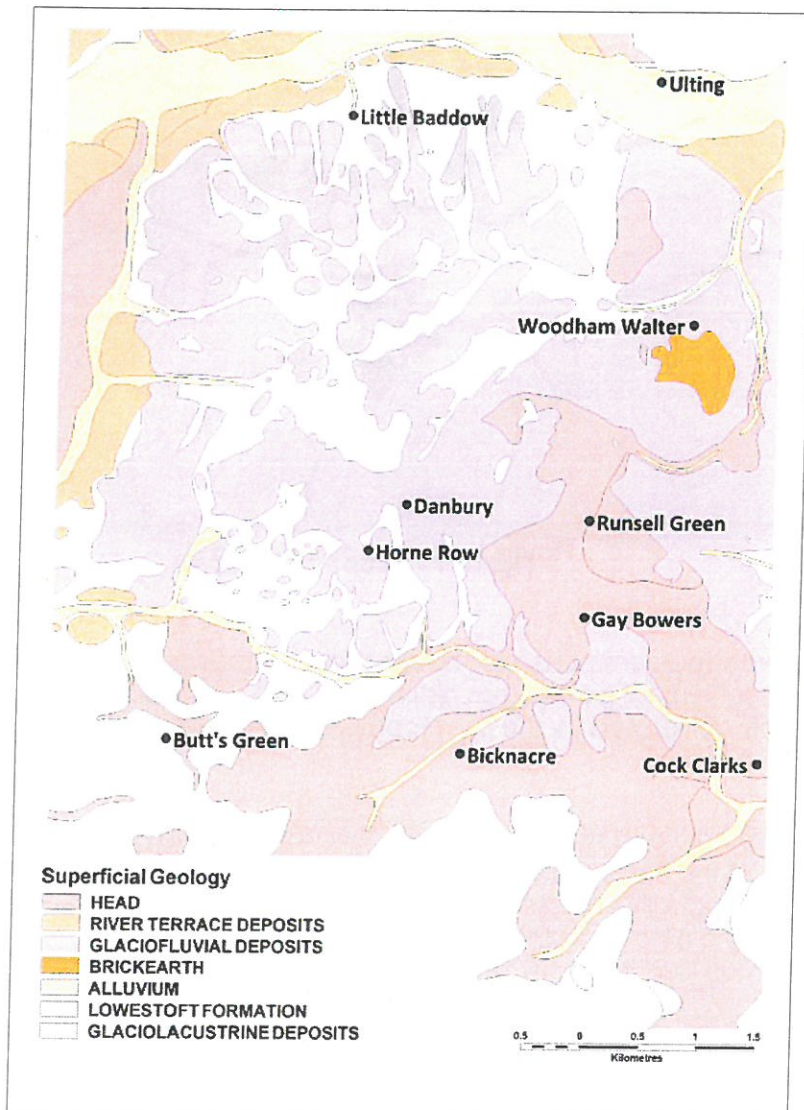 Ulting
Little Baddow
Woodham Walter
Danbury
Runsell Green
Horne Row
Gay Bowers
Butt's Green
Bicknacre
Cock Clarks
Superficial Geology
HEAD
RIVER TERRACE DEPOSITS
GLACIOFLUVIAL DEPOSITS
BRICKEARTH
ALLUVIUM
LOWESTOFT FORMATION
GLACIOLACUSTRINE DEPOSITS
0.5 0 0.5 1 1.5
Kilometres